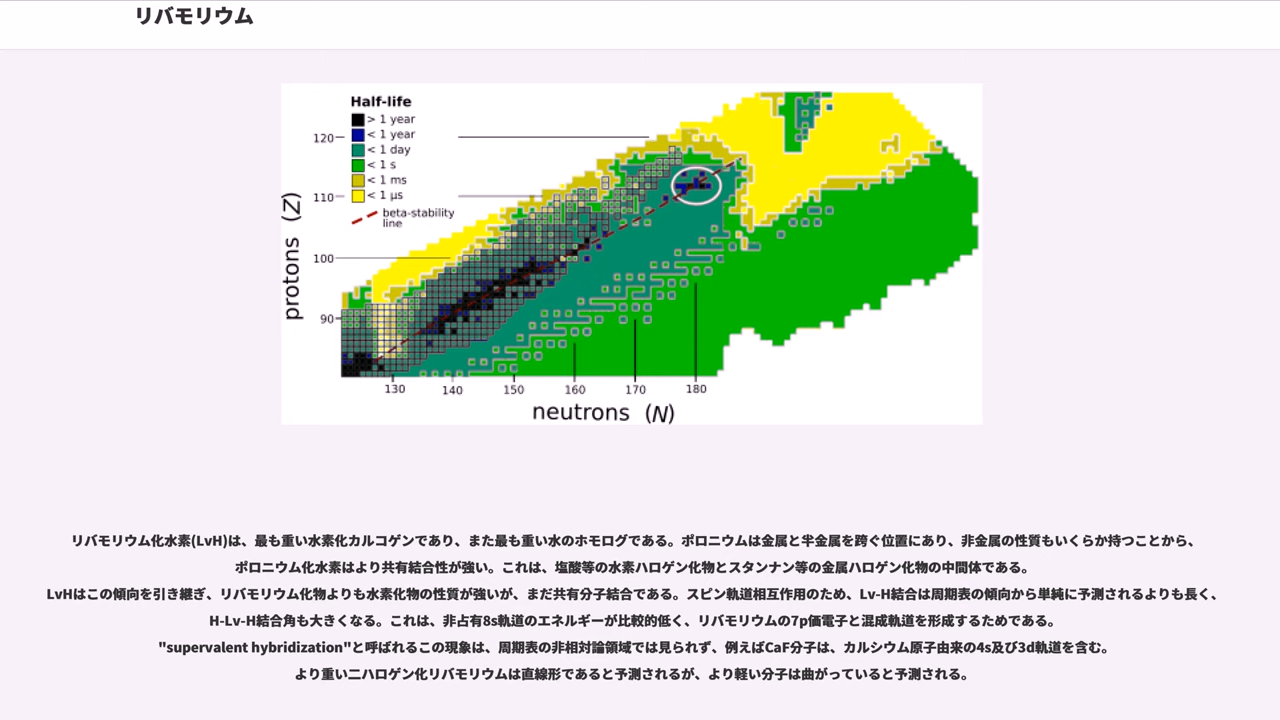 リバモリウム
Half-life
> 1 year
< 1 year
< 1 day
< 1 s
< 1 ms
< 1 µs
beta-stability
line
protons (Z)
120
110
100
90
130 140 150 160 170 180
neutrons (N)
リバモリウム化水素(LvH)は、最も重い水素化カルコゲンであり、また最も重い水のホモログである。ポロニウムは金属と半金属を跨ぐ位置にあり、非金属の性質もいくらか持つことから、
ポロニウム化水素はより共有結合性が強い。これは、塩酸等の水素ハロゲン化物とスタンナン等の金属ハロゲン化物の中間体である。
LvHはこの傾向を引き継ぎ、リバモリウム化物よりも水素化物の性質が強いが、まだ共有分子結合である。スピン軌道相互作用のため、Lv-H結合は周期表の傾向から単純に予測されるよりも長く、
H-Lv-H結合角も大きくなる。これは、非占有8s軌道のエネルギーが比較的低く、リバモリウムの7p価電子と混成軌道を形成するためである。
"supervalent hybridization"と呼ばれるこの現象は、周期表の非相対論領域では見られず、例えばCaF分子は、カルシウム原子由来の4s及び3d軌道を含む。
より重い二ハロゲン化リバモリウムは直線形であると予測されるが、より軽い分子は曲がっていると予測される。